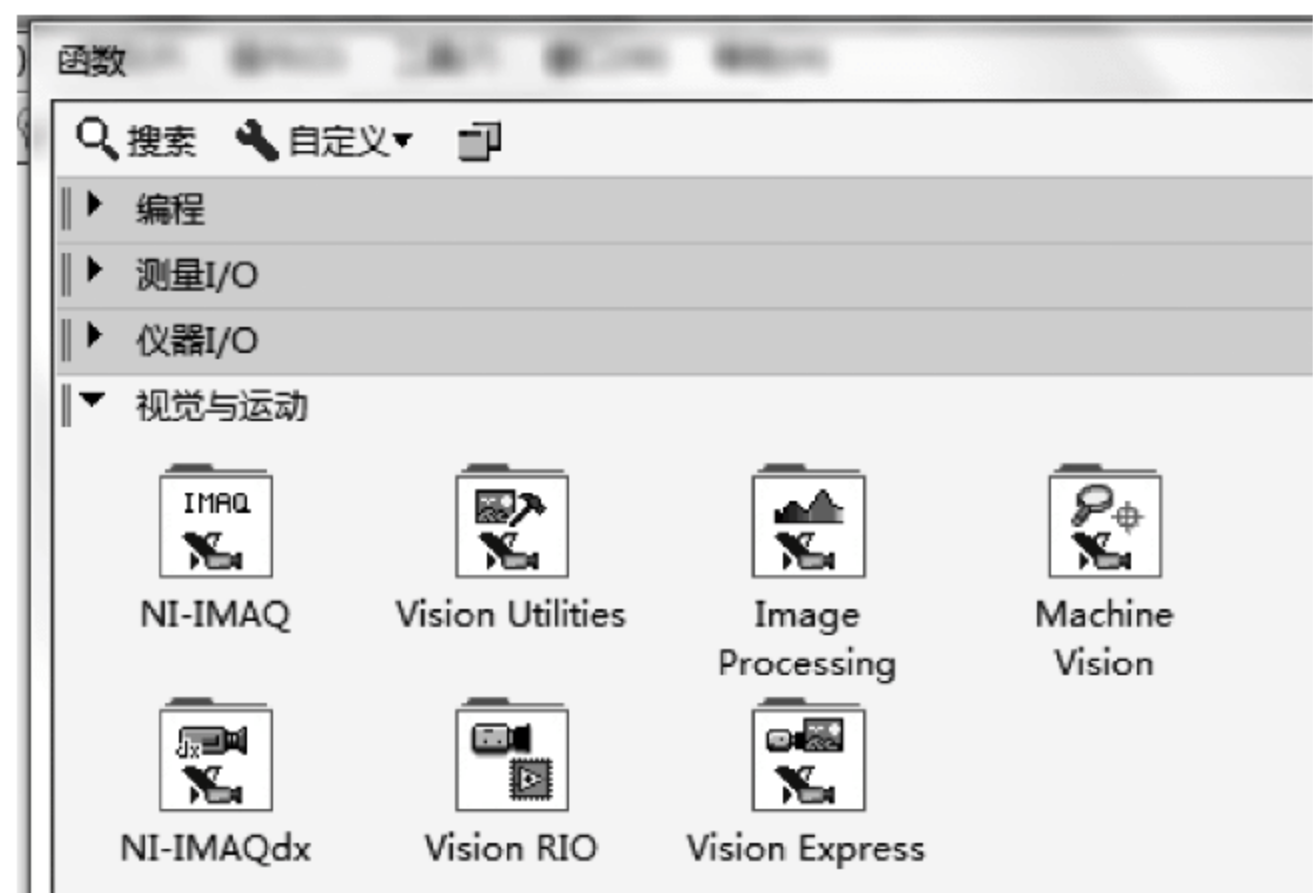 函数
搜索 自定义
编程
测量I/O
仪器I/O
视觉与运动
IMAQ
NI-IMAQ Vision Utilities Image Processing Machine Vision
dx
NI-IMAQdx Vision RIO Vision Express